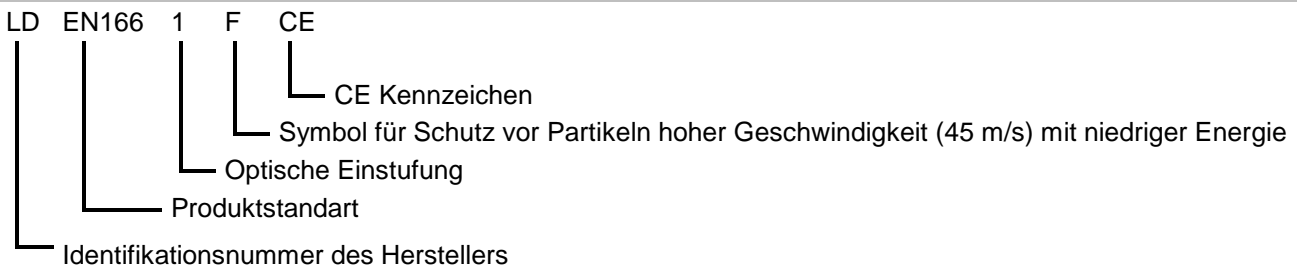 LD EN166 1 F CE
CE Kennzeichen
Symbol für Schutz vor Partikeln hoher Geschwindigkeit (45 m/s) mit niedriger Energie
Optische Einstufung
Produktstandart
Identifikationsnummer des Herstellers